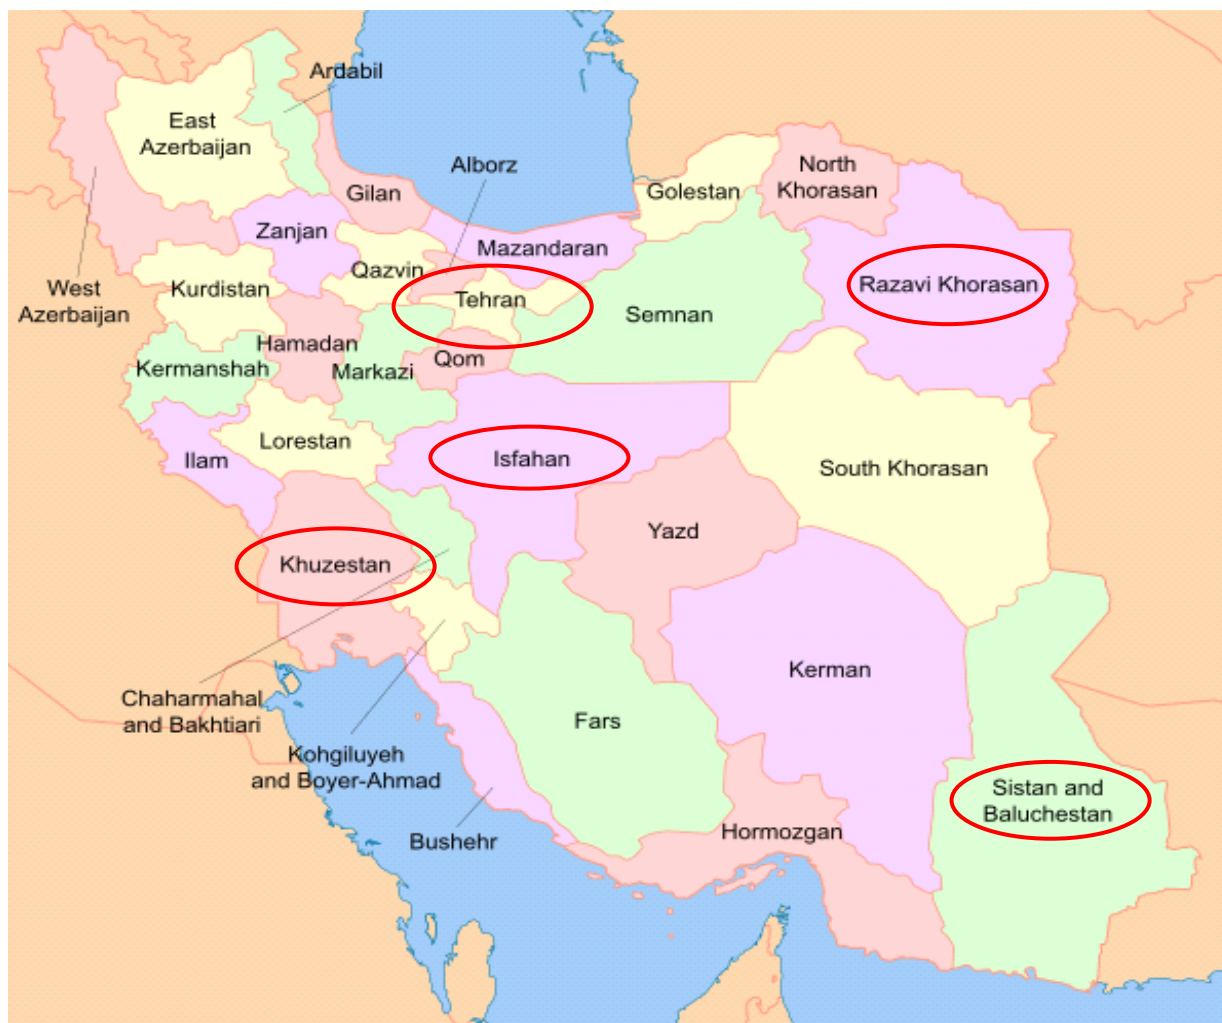 Ardabil
East
Azerbaijan
Alborz
North
Khorasan
Gilan
Golestan
Zanjan
Mazandaran
Qazvin
West
Azerbaijan
Kurdistan
Tehran
Razavi Khorasan
Semnan
Hamadan
Kermanshah
Markazi
Qom
Lorestan
Ilam
Isfahan
South Khorasan
Yazd
Khuzestan
Kerman
Chaharmahal
and Bakhtiari
Fars
Kohgiluyeh
and Boyer-Ahmad
Sistan and
Baluchestan
Bushehr
Hormozgan